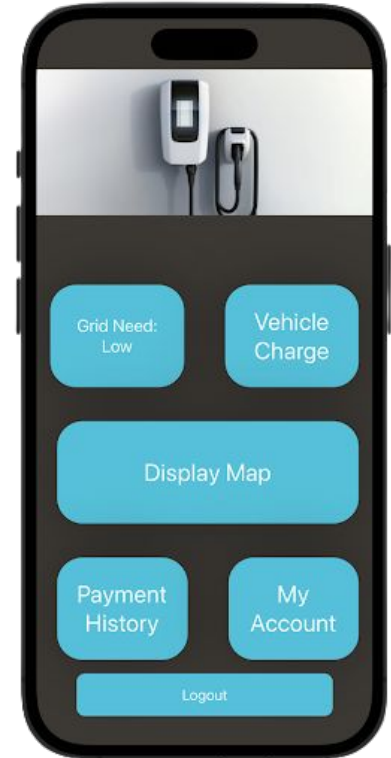 Grid Need:
Low
Vehicle
Charge
Display Map
Payment
History
My
Account
Logout